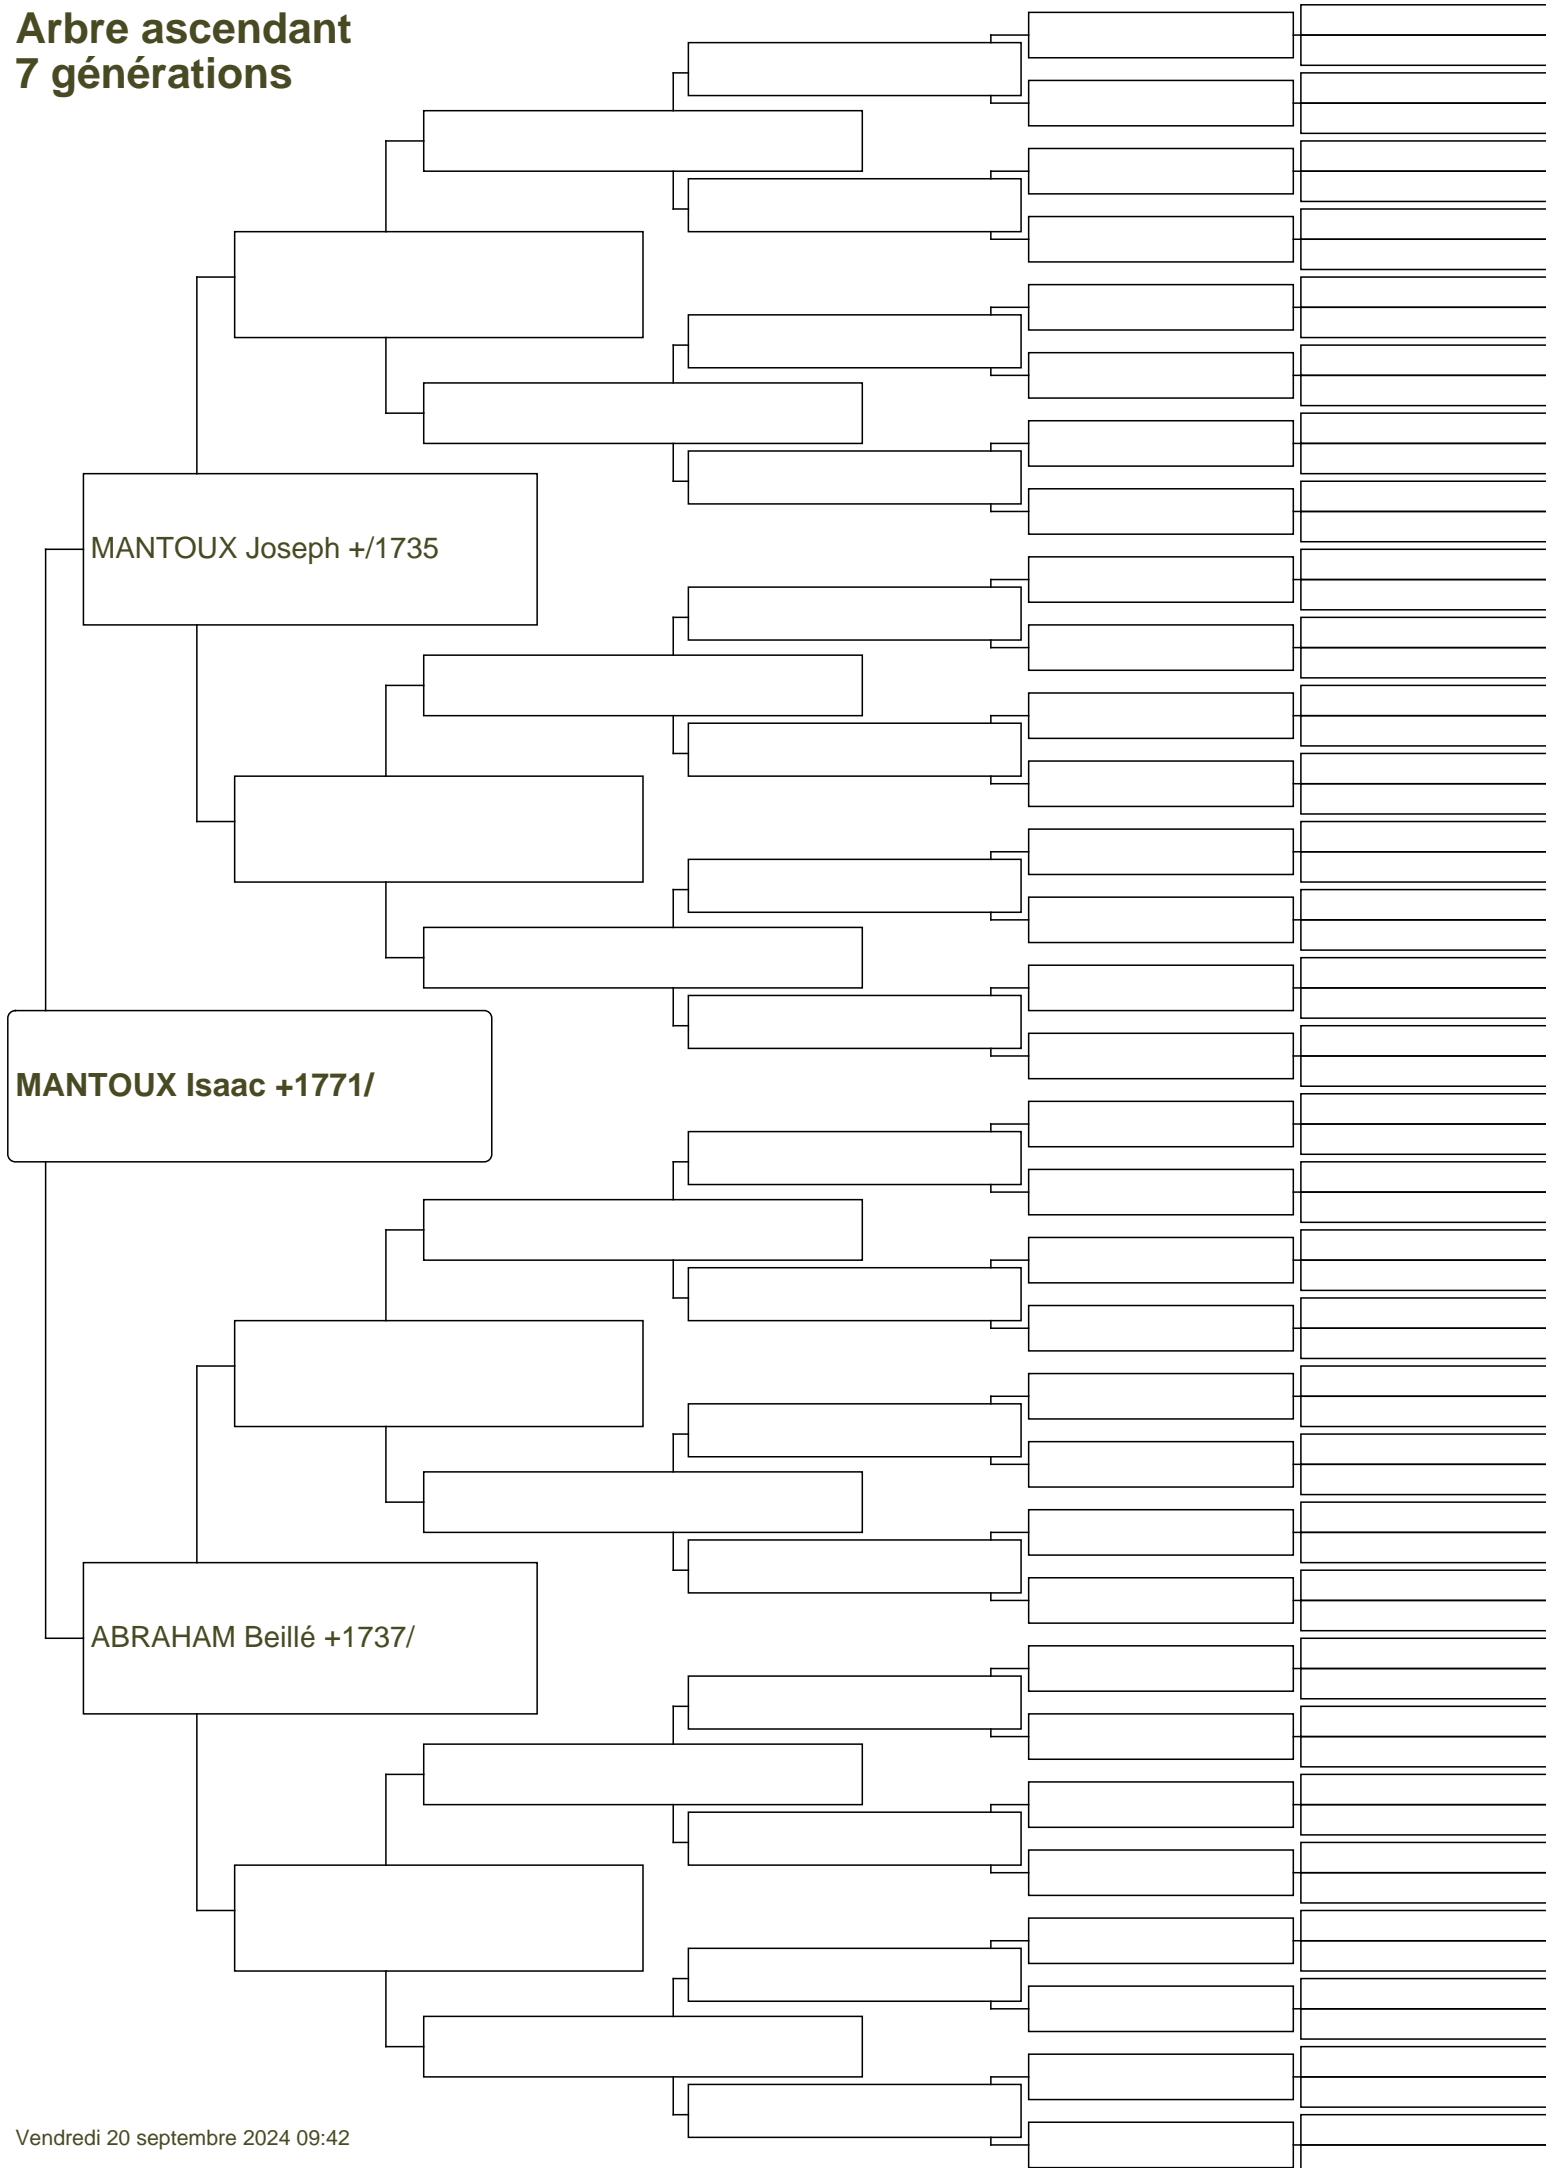 Arbre ascendant
7 générations
MANTOUX Joseph +/1735
MANTOUX Isaac +1771/
ABRAHAM Beillé +1737/
Vendredi 20 septembre 2024 09:42